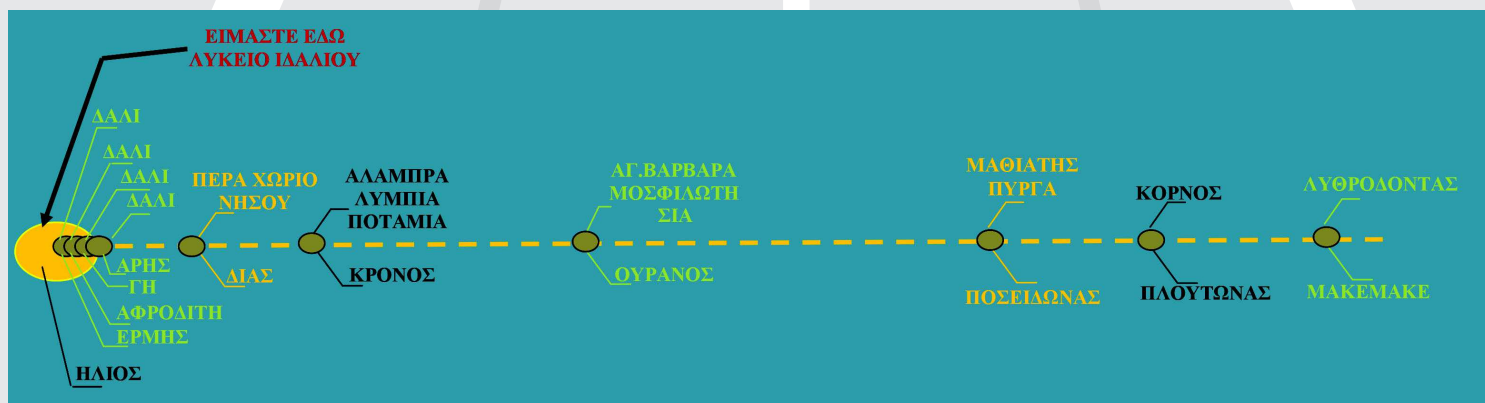 ΕΙΜΑΣΤΕ ΕΔΩ
ΛΥΚΕΙΟ ΙΔΑΛΙΟΥ
ΔΑΛΙ
ΔΑΛΙ
ΔΑΛΙ
ΔΑΛΙ
ΠΕΡΑ ΧΩΡΙΟ
ΝΗΣΟΥ
ΑΛΑΜΠΡΑ
ΛΥΜΠΙΑ
ΠΟΤΑΜΙΑ
ΑΓ.ΒΑΡΒΑΡΑ
ΜΟΣΦΙΛΩΤΗ
ΣΙΑ
ΜΑΘΙΑΤΗΣ
ΠΥΡΓΑ
ΚΟΡΝΟΣ
ΛΥΘΡΟΔΟΝΤΑΣ
ΑΡΗΣ
ΓΗ
ΑΦΡΟΔΙΤΗ
ΕΡΜΗΣ
ΗΛΙΟΣ
ΔΙΑΣ
ΚΡΟΝΟΣ
ΟΥΡΑΝΟΣ
ΠΟΣΕΙΔΩΝΑΣ
ΠΛΟΥΤΩΝΑΣ
ΜΑΚΕΜΑΚΕ